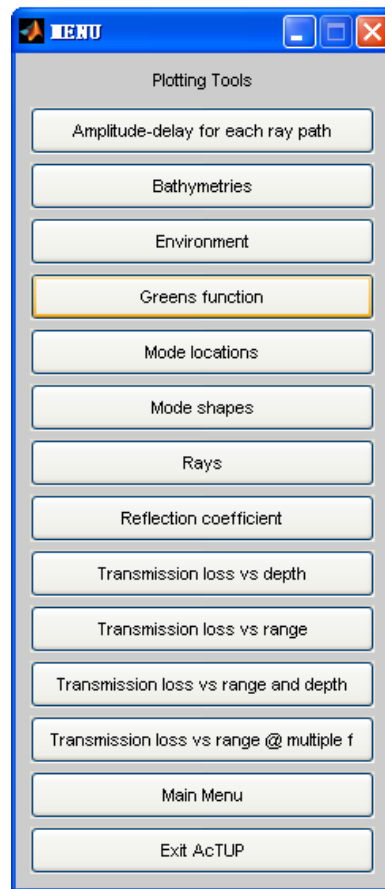 MENU
Plotting Tools
Amplitude-delay for each ray path
Bathymetries
Environment
Greens function
Mode locations
Mode shapes
Rays
Reflection coefficient
Transmission loss vs depth
Transmission loss vs range
Transmission loss vs range and depth
Transmission loss vs range @ multiple f
Main Menu
Exit AcTUP